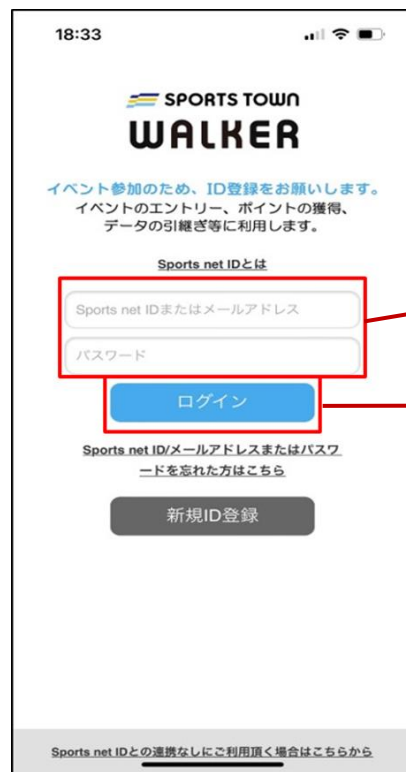 18:33
SPORTS TOWN
WALKER
イベント参加のため、ID登録をお願いします。
イベントのエントリー、ポイントの獲得、
データの引継ぎ等に利用します。
Sports net IDとは
Sports net IDまたはメールアドレス
パスワード
ログイン
Sports net ID/メールアドレスまたはパスワ
ードを忘れた方はこちら
新規ID登録
Sports net IDとの連携なしにご利用頂く場合はこちらから